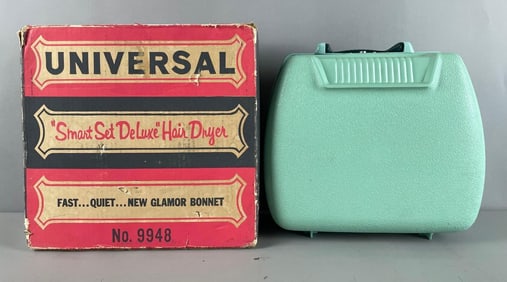 UNIVERSAL
"Smart Set DeLuxe" Hair Dryer
FAST...QUIET...NEW GLAMOR BONNET
No. 9948